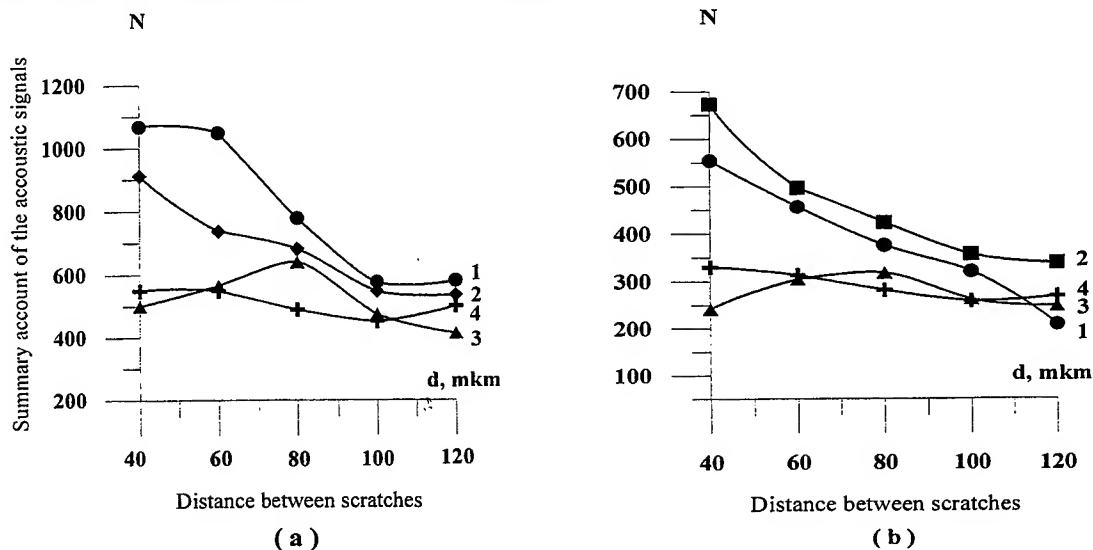 N
Summary account of the accoustic signals
1200
1000
800
600
400
200
1
2
4
3
d, mkm
40 60 80 100 120
Distance between scratches
( a )
N
700
600
500
400
300
200
100
2
4
3
1
d, mkm
40 60 80 100 120
Distance between scratches
( b )